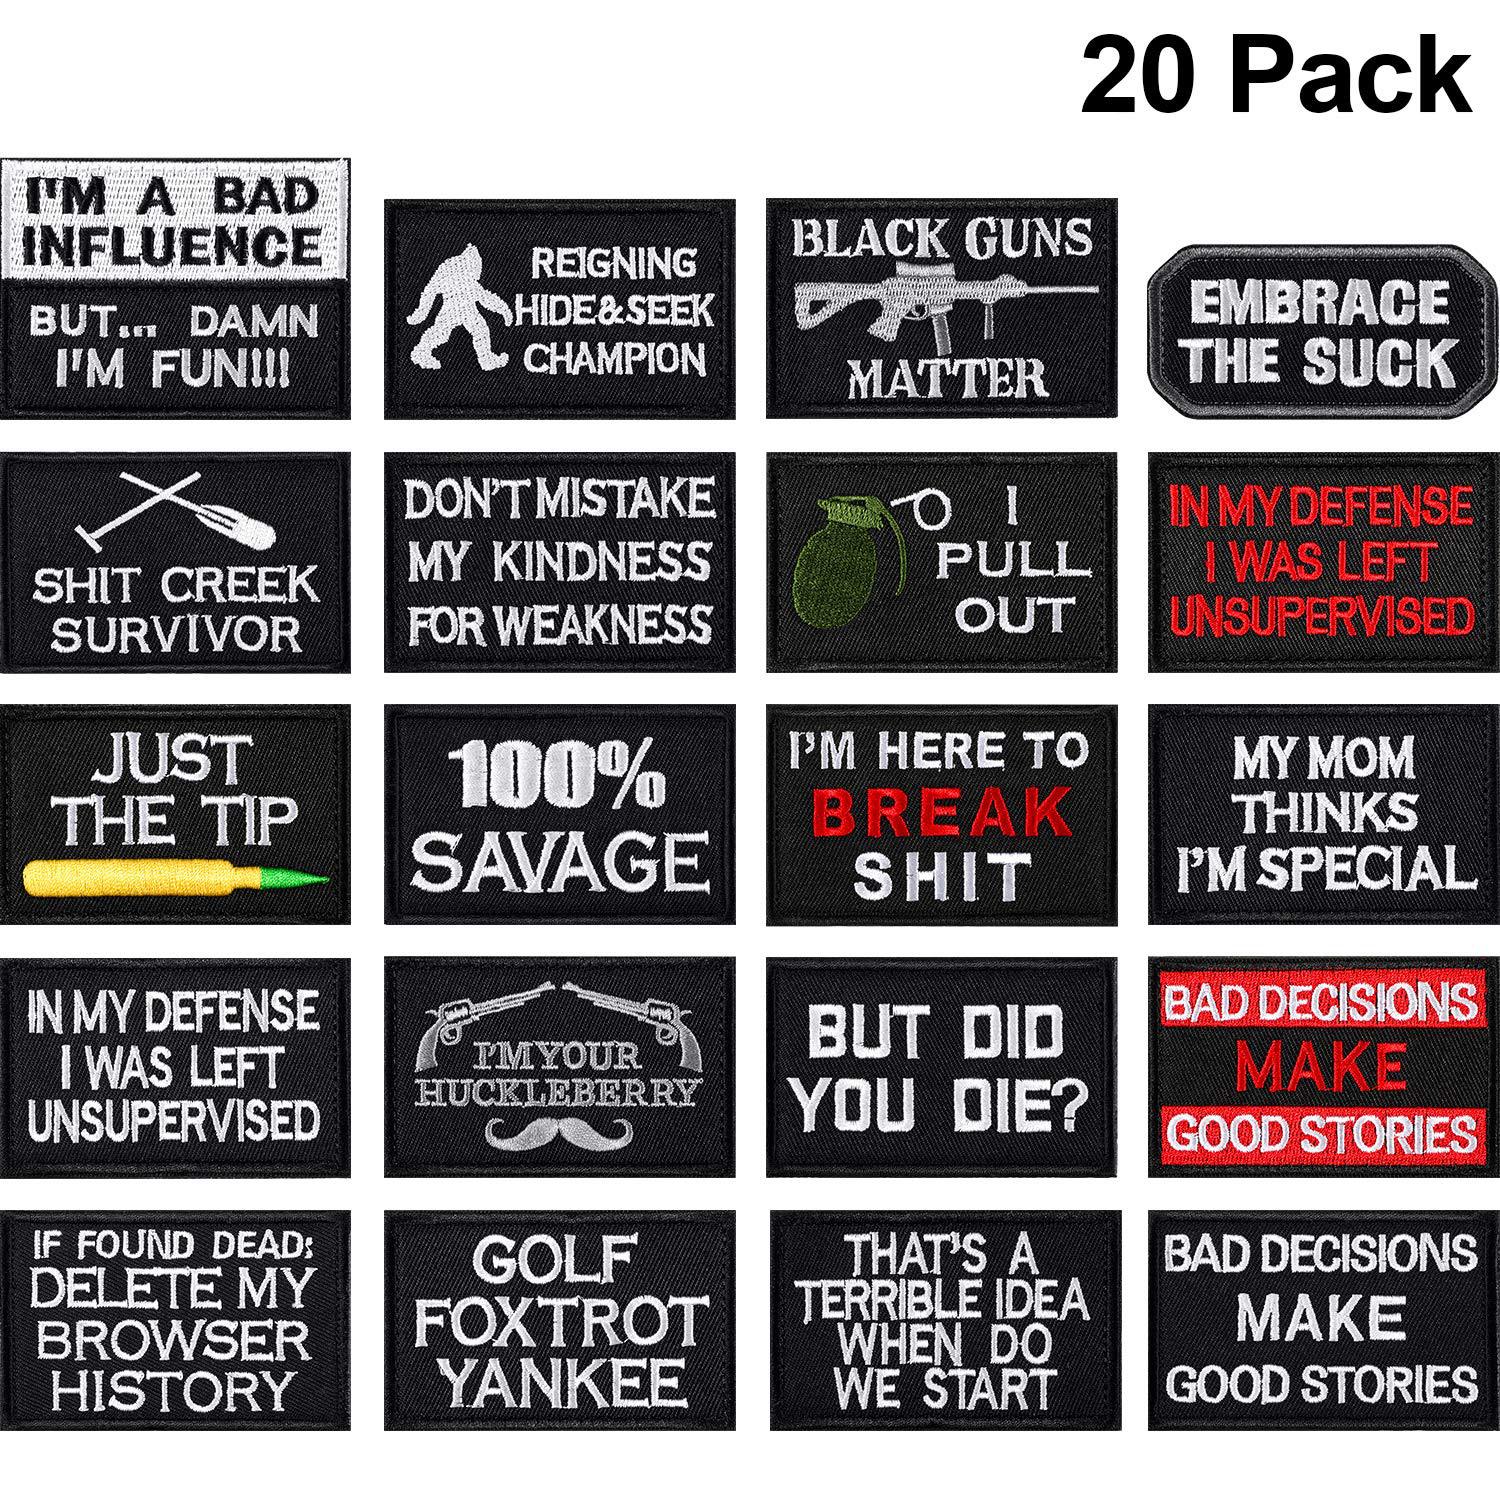 20 Pack
I'M A BAD
INFLUENCE
BUT... DAMN
I'M FUN!!!
REIGNING
HIDE&SEEK
CHAMPION
BLACK GUNS
MATTER
EMBRACE
THE SUCK
SHIT CREEK
SURVIVOR
DON'T MISTAKE
MY KINDNESS
FOR WEAKNESS
I
PULL
OUT
IN MY DEFENSE
I WAS LEFT
UNSUPERVISED
JUST
THE TIP
100%
SAVAGE
I'M HERE TO
BREAK
SHIT
MY MOM
THINKS
I'M SPECIAL
IN MY DEFENSE
I WAS LEFT
UNSUPERVISED
I'M YOUR
HUCKLEBERRY
BUT DID
YOU DIE?
BAD DECISIONS
MAKE
GOOD STORIES
IF FOUND DEAD:
DELETE MY
BROWSER
HISTORY
GOLF
FOXTROT
YANKEE
THAT'S A
TERRIBLE IDEA
WHEN DO
WE START
BAD DECISIONS
MAKE
GOOD STORIES